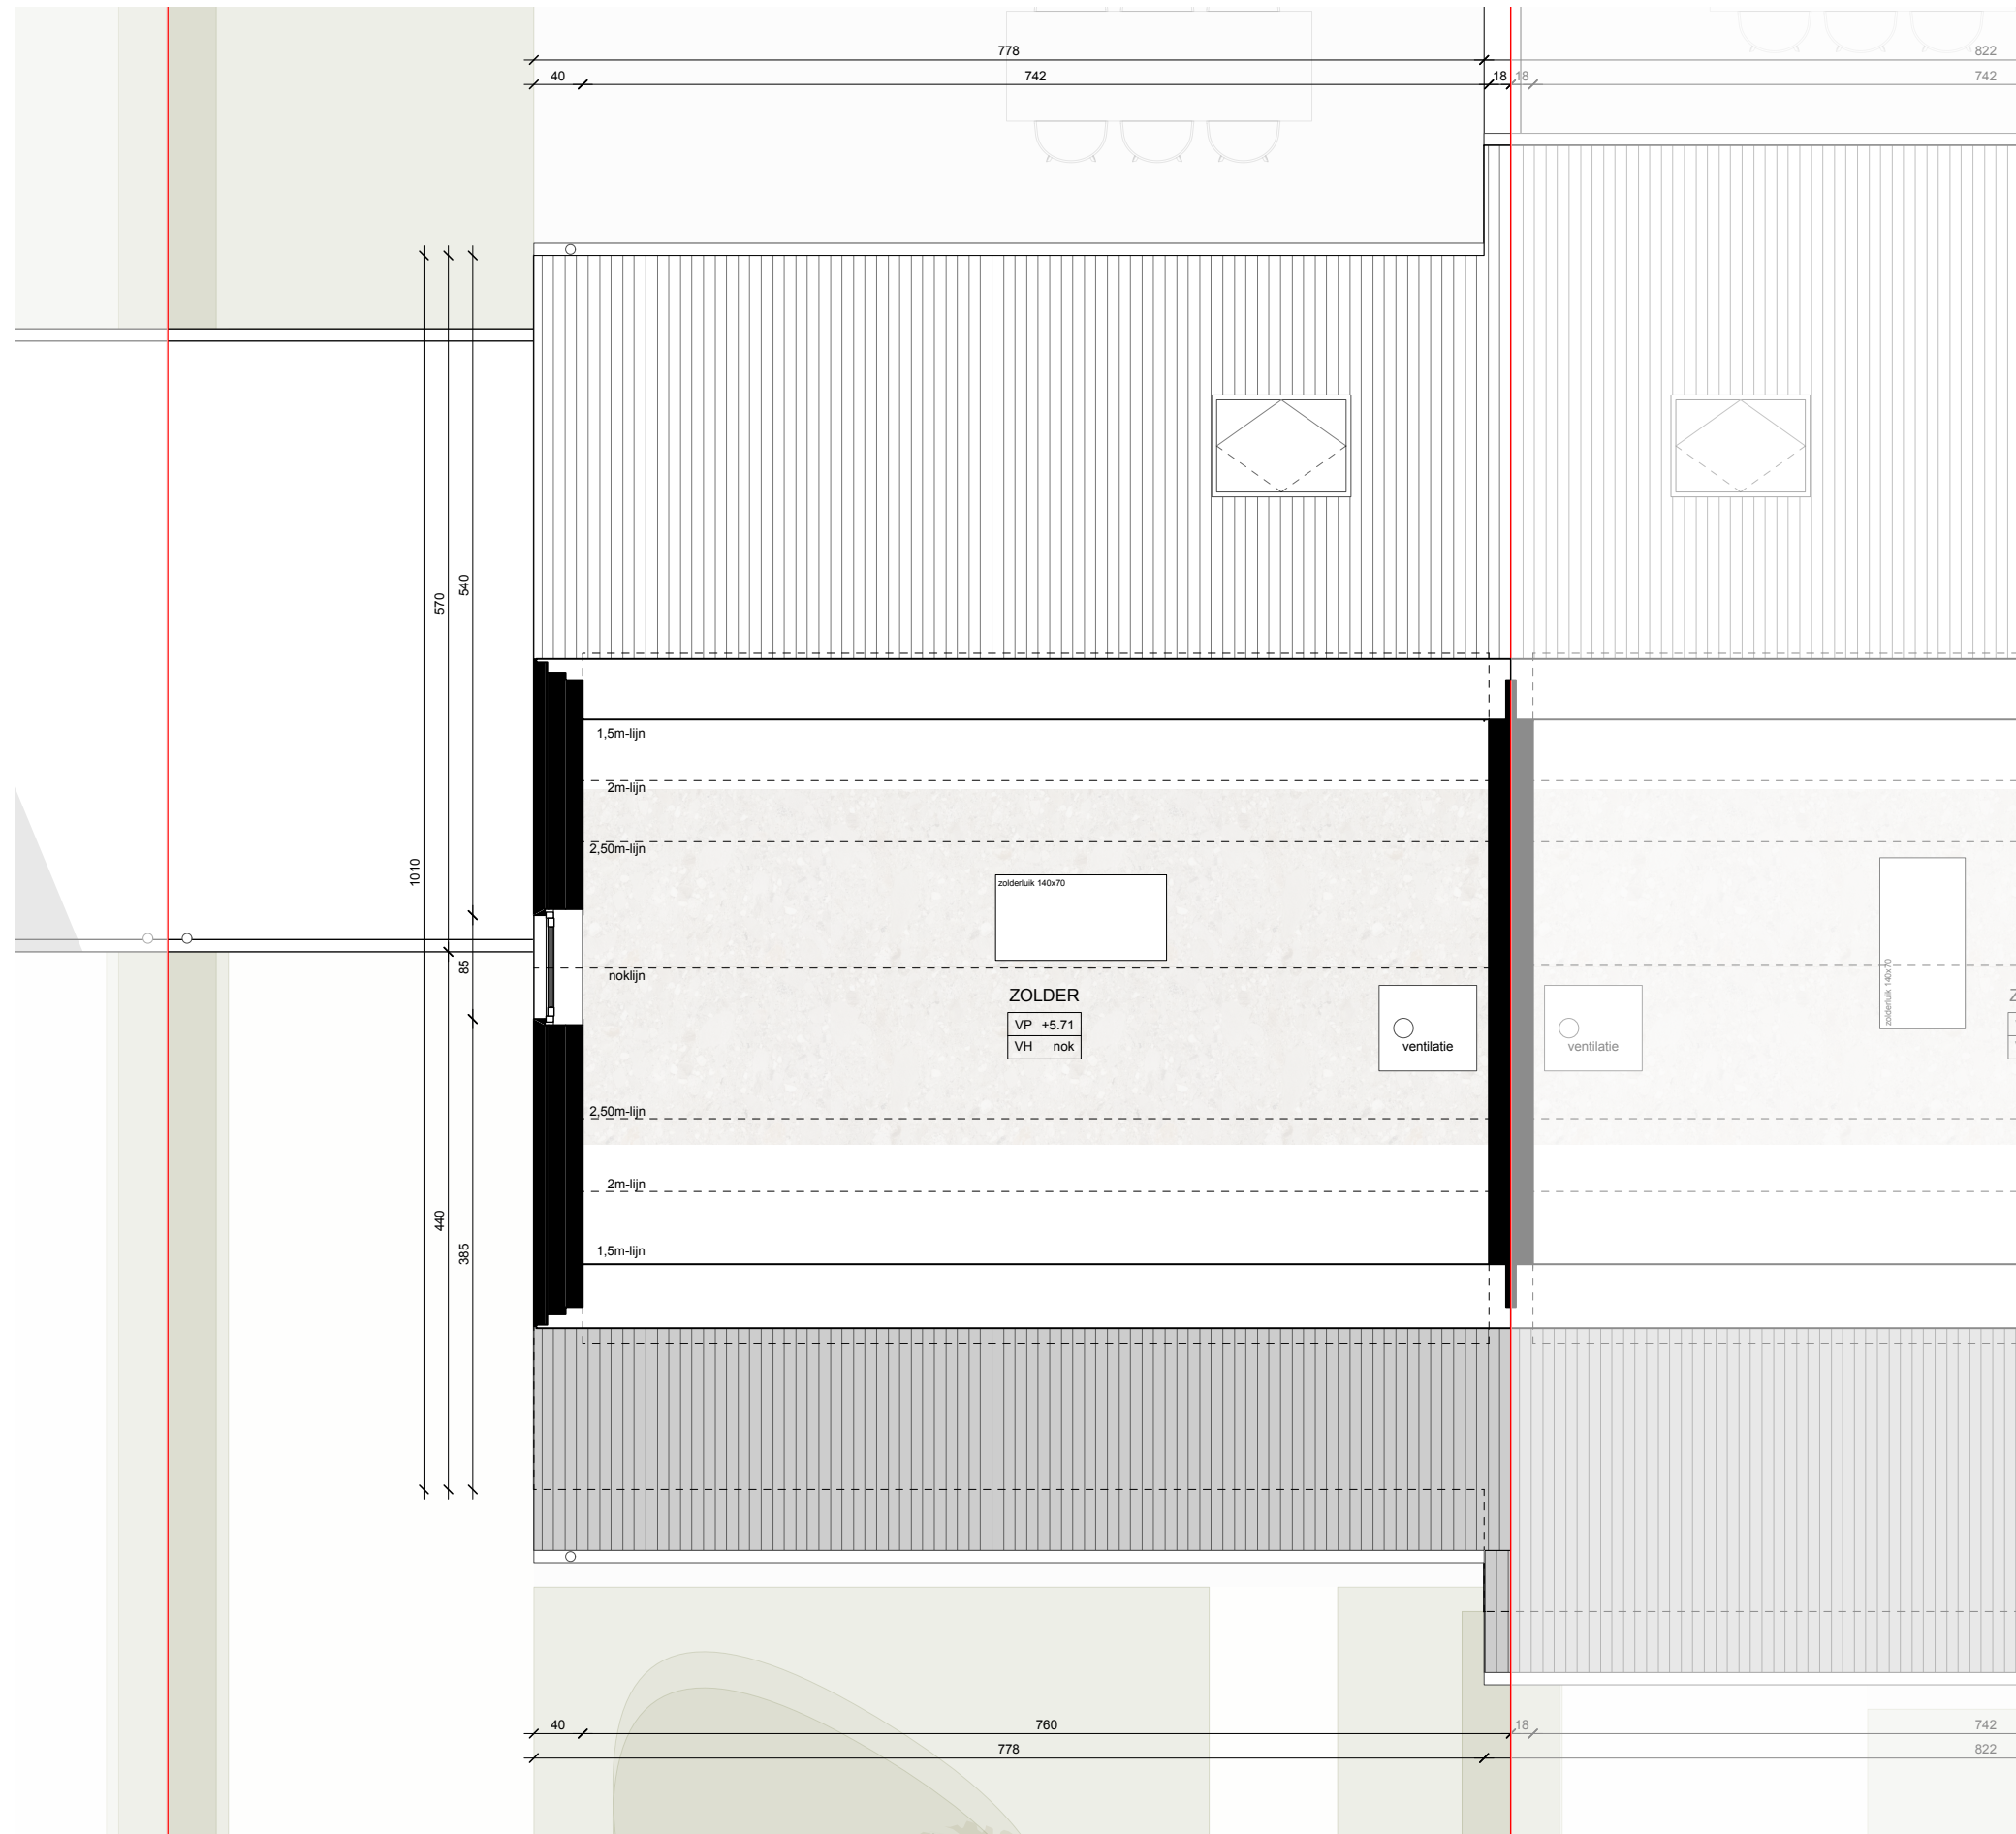 778
822
40
742
18
18
742
540
570
1,5m-lijn
2m-lijn
2,50m-lijn
1010
zolderluik 140x70
zolderluik 140x70
85
noklijn
ZOLDER
VP +5.71
VH nok
ventilatie
ventilatie
2,50m-lijn
2m-lijn
440
385
1,5m-lijn
40
760
18
742
778
822